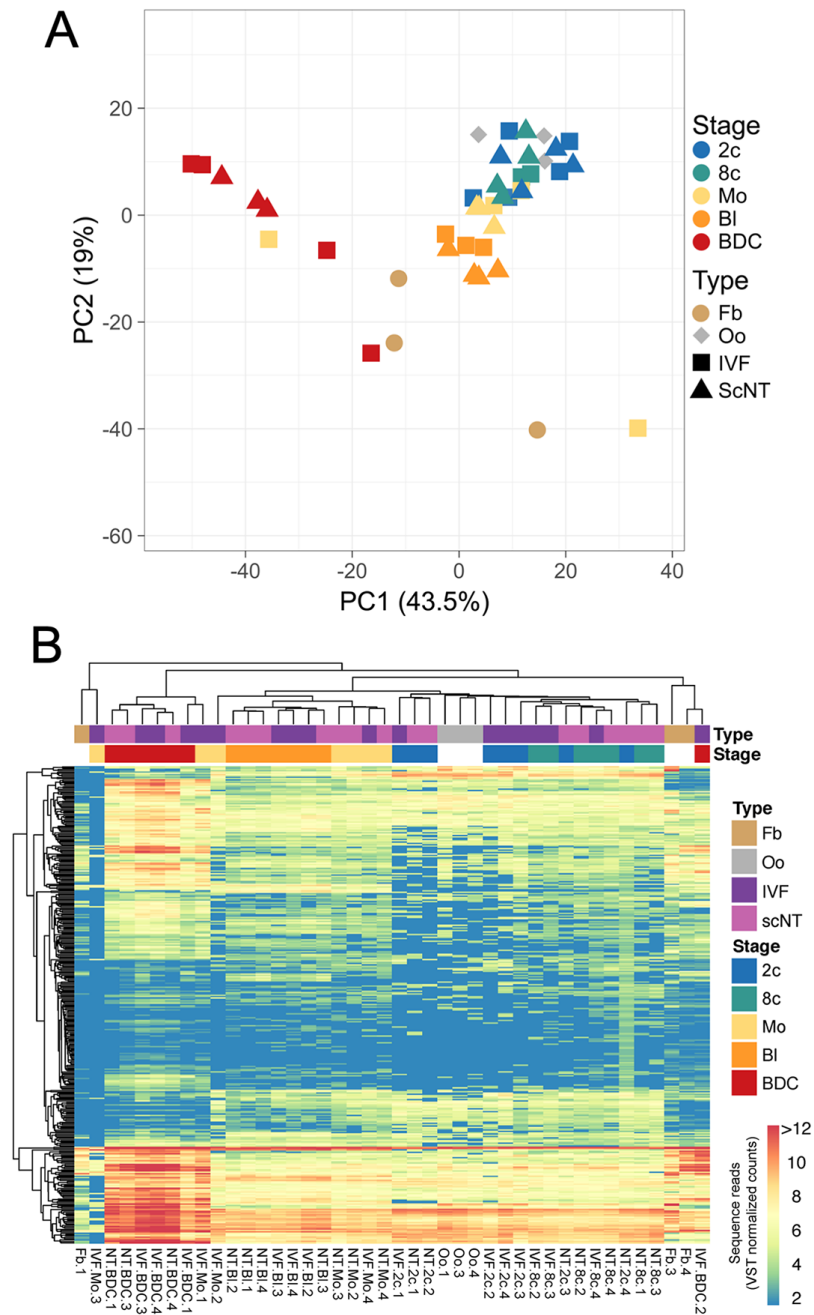 A
20
0
-20
-40
-60
PC2 (19%)
-40
-20
0
20
40
PC1 (43.5%)
Stage
2c
8c
Mo
Bl
BDC
Type
Fb
Oo
IVF
ScNT
B
Type
Stage
Type
Fb
Oo
IVF
scNT
Stage
2c
8c
Mo
Bl
BDC
>12
10
8
6
4
2
Sequence reads
(VST normalized counts)
Fb.1
IVF.Mo.3
NT.BDC.1
NT.BDC.3
IVF.BDC.3
IVF.BDC.4
NT.BDC.4
IVF.BDC.1
IVF.Mo.1
IVF.Mo.2
NT.Bl.2
NT.Bl.1
NT.Bl.4
IVF.Bl.3
IVF.Bl.4
IVF.Bl.2
NT.Bl.3
NT.Mo.2
NT.Mo.1
IVF.Mo.4
NT.Mo.4
IVF.2c.1
NT.2c.1
NT.2c.2
Oo.1
Oo.3
Oo.4
IVF.2c.2
IVF.2c.4
IVF.2c.3
IVF.8c.2
IVF.8c.3
NT.2c.3
NT.8c.2
IVF.8c.4
NT.8c.4
NT.2c.4
NT.8c.1
NT.8c.3
Fb.3
Fb.4
IVF.BDC.2